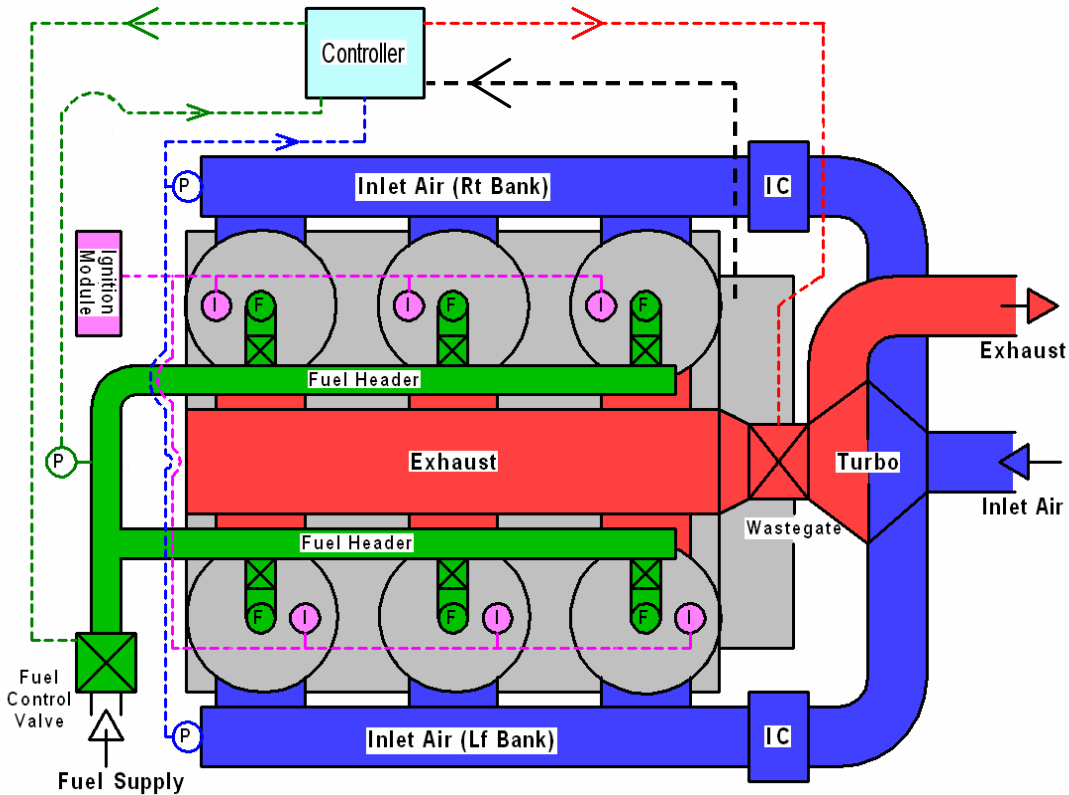 Controller
P
Inlet Air (Rt Bank)
IC
Ignition
Module
I
F
I
F
I
F
Exhaust
Fuel Header
P
Exhaust
Turbo
Inlet Air
Wastegate
Fuel Header
F
I
F
I
F
I
Fuel
Control
Valve
P
Inlet Air (Lf Bank)
IC
Fuel Supply